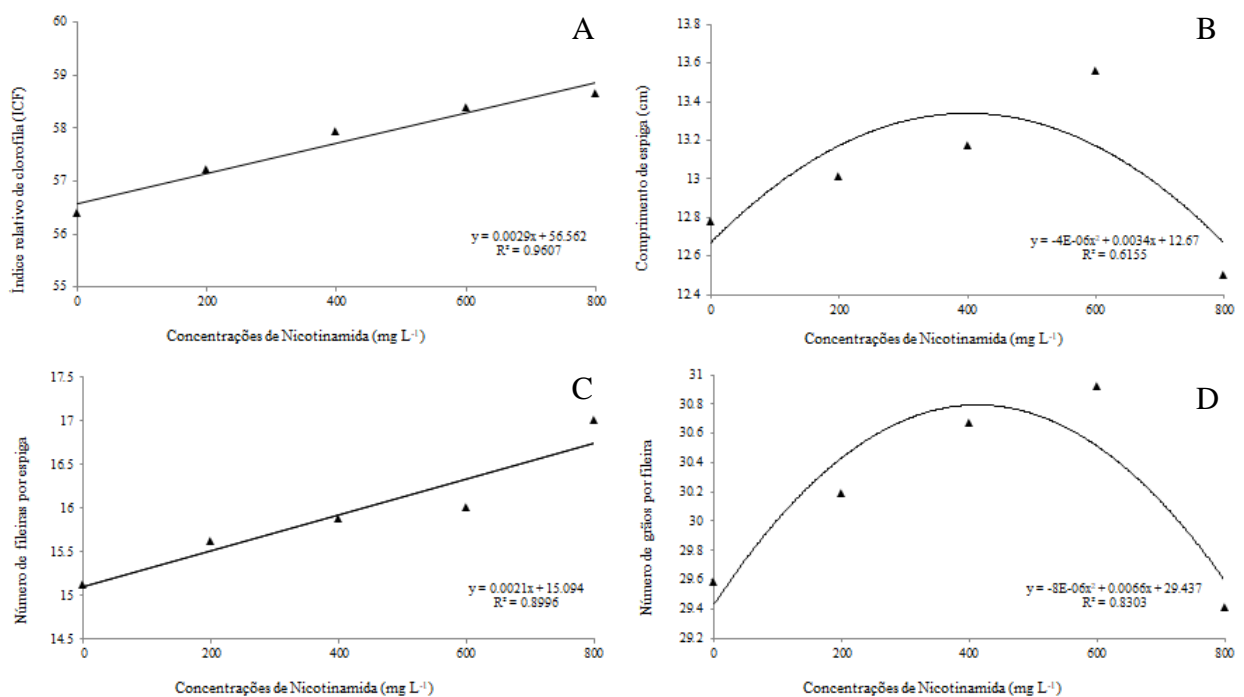 A
Índice relativo de clorofila (ICF)
60
59
58
57
56
55
0
200
400
600
800
y = 0.0029x + 56.562
R² = 0.9607
Concentrações de Nicotinamida (mg L⁻¹)
B
Comprimento de espiga (cm)
13.8
13.6
13.4
13.2
13
12.8
12.6
12.4
0
200
400
600
800
y = -4E-06x² + 0.0034x + 12.67
R² = 0.6155
Concentrações de Nicotinamida (mg L⁻¹)
C
Número de fileiras por espiga
17.5
17
16.5
16
15.5
15
14.5
0
200
400
600
800
y = 0.0021x + 15.094
R² = 0.8996
Concentrações de Nicotinamida (mg L⁻¹)
D
Número de grãos por fileira
31
30.8
30.6
30.4
30.2
30
29.8
29.6
29.4
29.2
0
200
400
600
800
y = -8E-06x² + 0.0066x + 29.437
R² = 0.8303
Concentrações de Nicotinamida (mg L⁻¹)